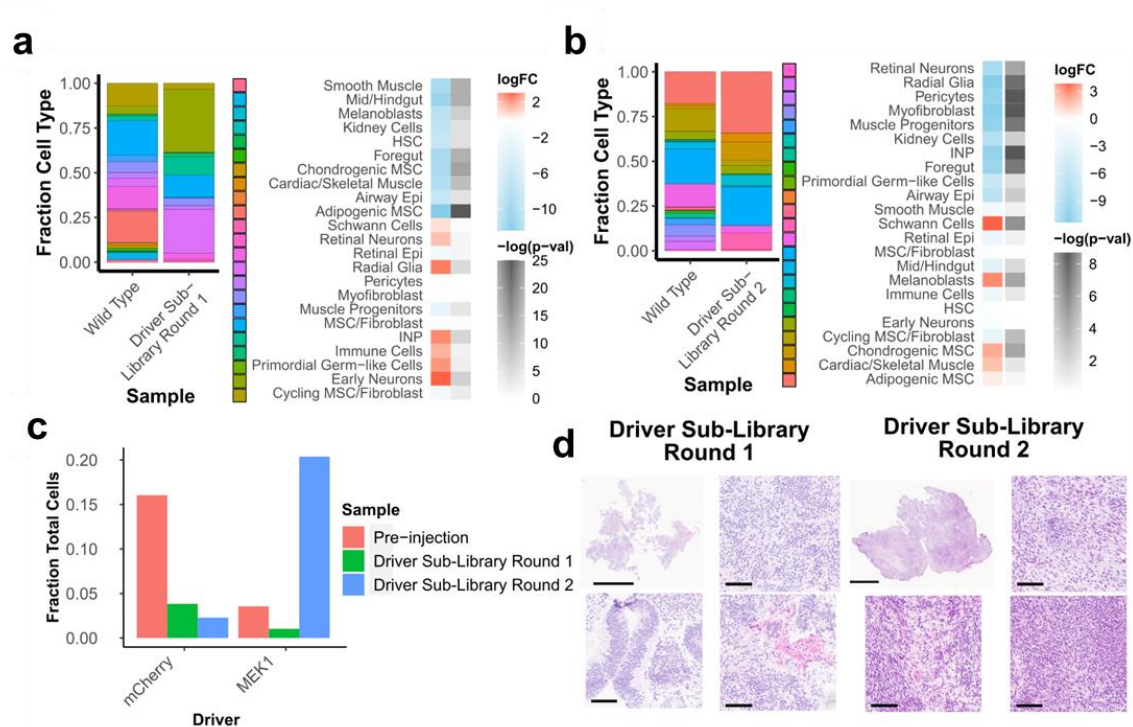 a
Fraction Cell Type
1.00
0.75
0.50
0.25
0.00
Wild Type
Driver Sub−
Library Round 1
Sample
Smooth Muscle
Mid/Hindgut
Melanoblasts
Kidney Cells
HSC
Foregut
Chondrogenic MSC
Cardiac/Skeletal Muscle
Airway Epi
Adipogenic MSC
Schwann Cells
Retinal Neurons
Retinal Epi
Radial Glia
Pericytes
Myofibroblast
Muscle Progenitors
MSC/Fibroblast
INP
Immune Cells
Primordial Germ−like Cells
Early Neurons
Cycling MSC/Fibroblast
logFC
2
−2
−6
−10
−log(p−val)
25
20
15
10
5
0
b
Fraction Cell Type
1.00
0.75
0.50
0.25
0.00
Wild Type
Driver Sub−
Library Round 2
Sample
Retinal Neurons
Radial Glia
Pericytes
Myofibroblast
Muscle Progenitors
Kidney Cells
INP
Foregut
Primordial Germ−like Cells
Airway Epi
Smooth Muscle
Schwann Cells
Retinal Epi
MSC/Fibroblast
Mid/Hindgut
Melanoblasts
Immune Cells
HSC
Early Neurons
Cycling MSC/Fibroblast
Chondrogenic MSC
Cardiac/Skeletal Muscle
Adipogenic MSC
logFC
3
0
−3
−6
−9
−log(p−val)
8
6
4
2
c
Fraction Total Cells
0.20
0.15
0.10
0.05
0.00
mCherry
MEK1
Driver
Sample
Pre−injection
Driver Sub−Library Round 1
Driver Sub−Library Round 2
d
Driver Sub-Library
Round 1
Driver Sub-Library
Round 2